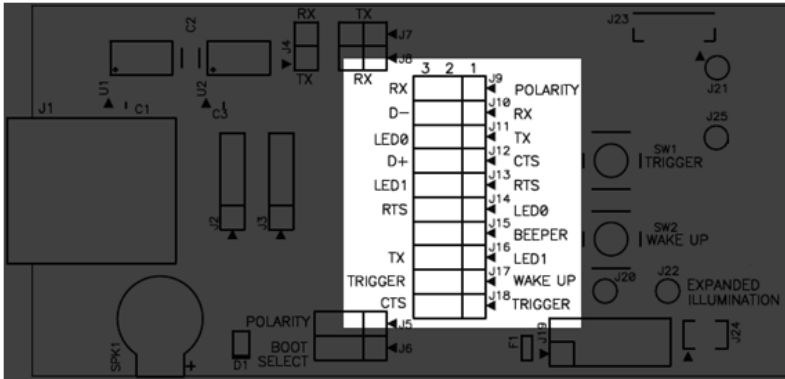 RX TX
C2 J4 J7 J23
J8
TX RX
3 2 1
U1 U2 J9 J21
RX POLARITY
J1 C1 C3 J10
D- RX
J11 J25
LED0 TX
J12 SW1
D+ CTS TRIGGER
J13
LED1 RTS
J2 J3 J14
RTS LED0
J15 SW2
BEEPER WAKE UP
J16
TX LED1
J17 J20 J22
TRIGGER WAKE UP EXPANDED
J18 ILLUMINATION
CTS TRIGGER
POLARITY J5
SPK1 D1 BOOT J6 F1 J19 J24
SELECT
+